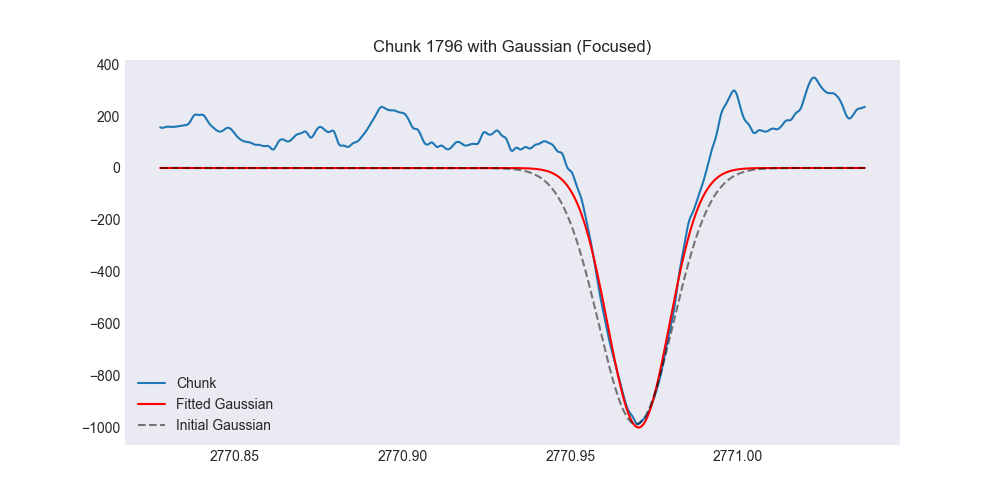 Chunk 1796 with Gaussian (Focused)
400
200
0
−200
−400
−600
−800
−1000
Chunk
Fitted Gaussian
Initial Gaussian
2770.85 2770.90 2770.95 2771.00